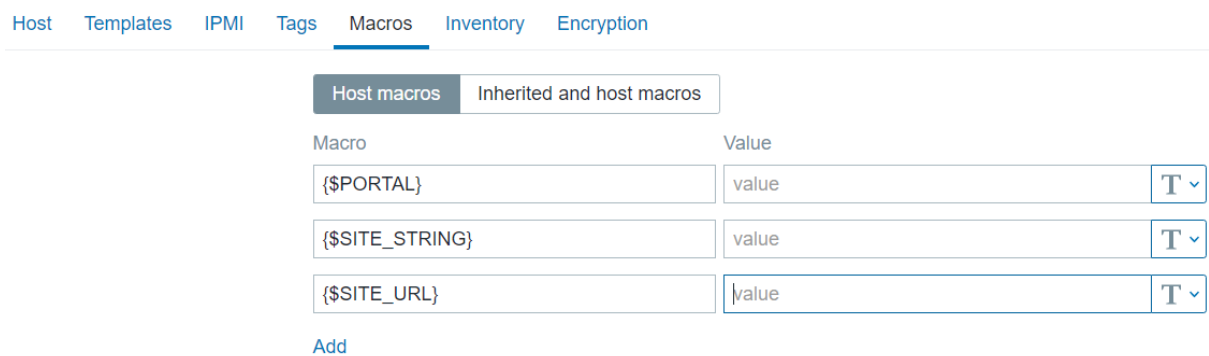 Host Templates IPMI Tags Macros Inventory Encryption
Host macros Inherited and host macros
Macro Value
{$PORTAL} value T
{$SITE_STRING} value T
{$SITE_URL} value T
Add